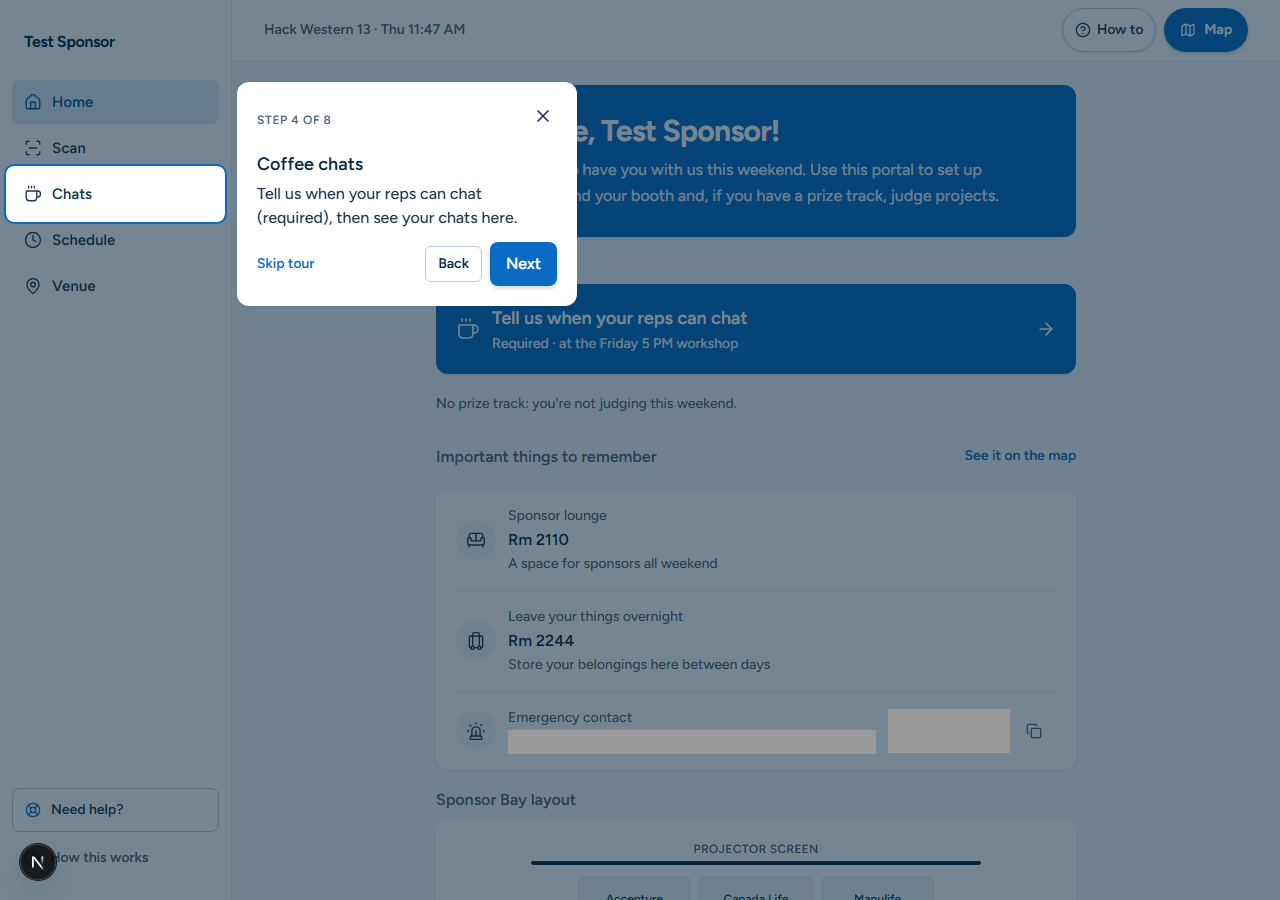 Test Sponsor
Home
Scan
Chats
Schedule
Venue
Need help?
How this works
N
Hack Western 13 · Thu 11:47 AM
How to
Map
STEP 4 OF 8
Coffee chats
Tell us when your reps can chat
(required), then see your chats here.
Skip tour
Back
Next
e, Test Sponsor!
have you with us this weekend. Use this portal to set up
nd your booth and, if you have a prize track, judge projects.
Tell us when your reps can chat
Required · at the Friday 5 PM workshop
No prize track: you're not judging this weekend.
Important things to remember
See it on the map
Sponsor lounge
Rm 2110
A space for sponsors all weekend
Leave your things overnight
Rm 2244
Store your belongings here between days
Emergency contact
Sponsor Bay layout
PROJECTOR SCREEN
Accenture
Canada Life
Manulife